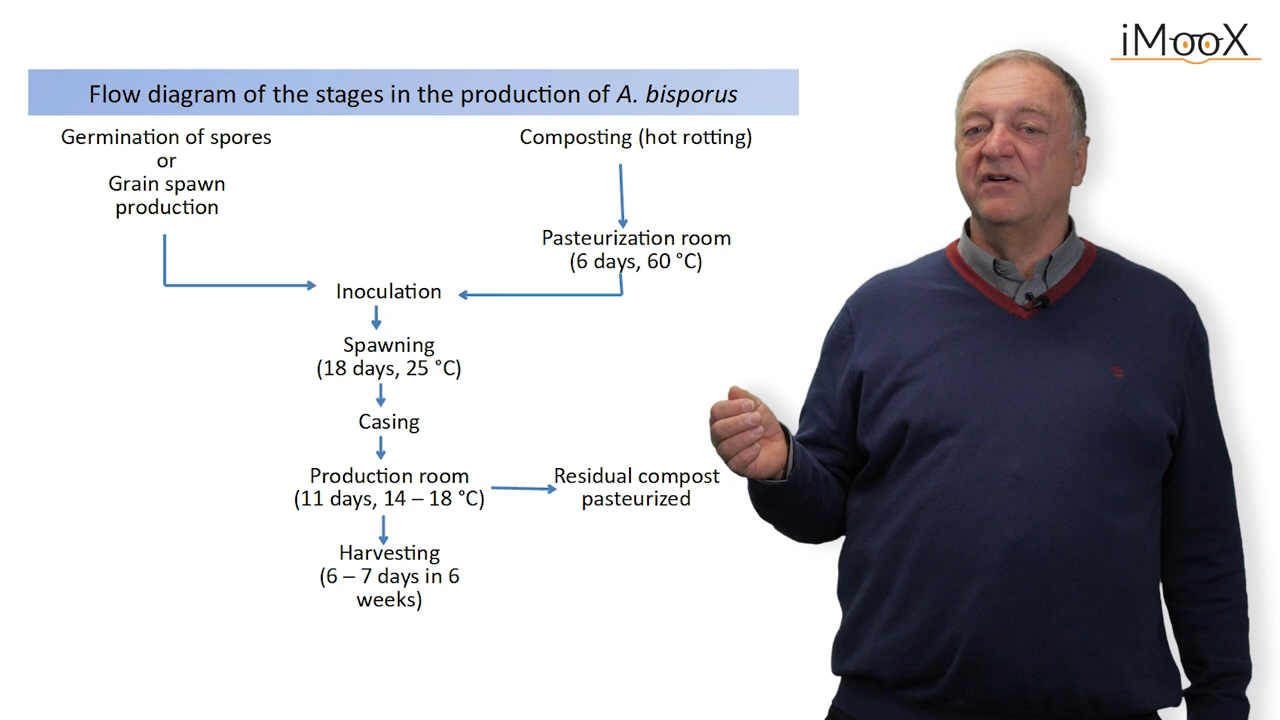 iMooX
Flow diagram of the stages in the production of A. bisporus
Germination of spores
or
Grain spawn
production
Composting (hot rotting)
Pasteurization room
(6 days, 60 °C)
Inoculation
Spawning
(18 days, 25 °C)
Casing
Production room
(11 days, 14 – 18 °C)
Residual compost
pasteurized
Harvesting
(6 – 7 days in 6
weeks)